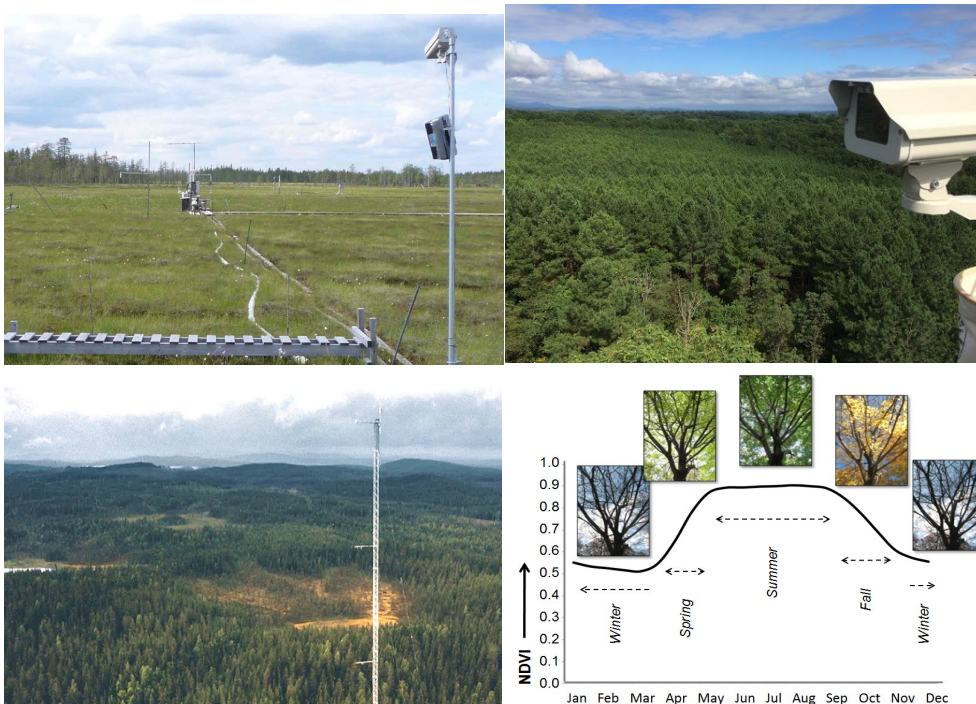 1.0
0.9
0.8
0.7
0.6
0.5
0.4
0.3
0.2
0.1
0.0
NDVI
Winter
Spring
Summer
Fall
Winter
Jan Feb Mar Apr May Jun Jul Aug Sep Oct Nov Dec